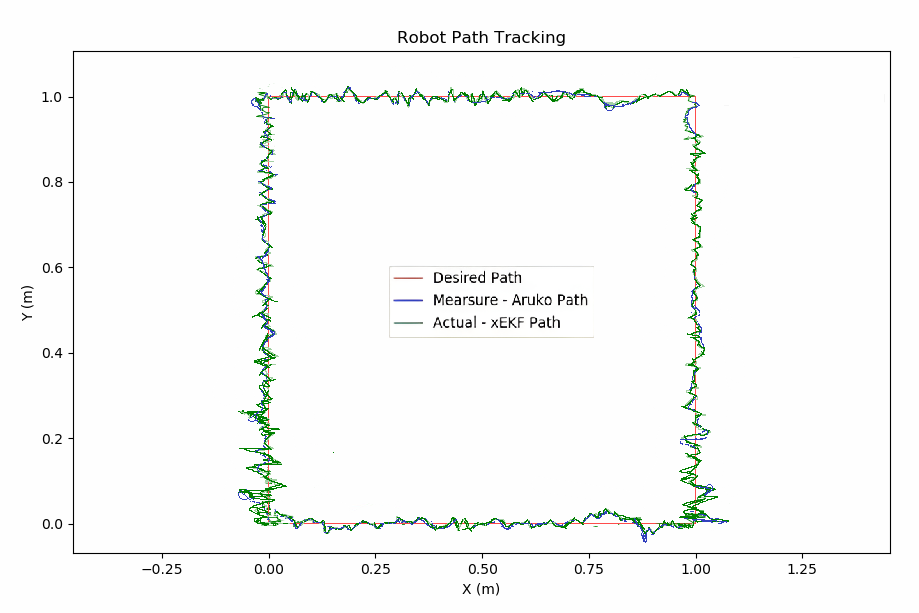 Robot Path Tracking
Y (m)
1.0
0.8
0.6
0.4
0.2
0.0
Desired Path
Mearsure - Aruko Path
Actual - xEKF Path
−0.25 0.00 0.25 0.50 0.75 1.00 1.25
X (m)